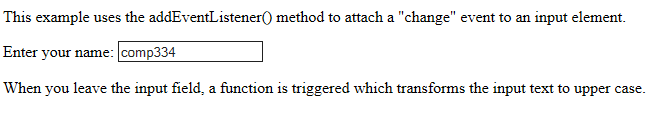 This example uses the addEventListener() method to attach a "change" event to an input element.
Enter your name: comp334
When you leave the input field, a function is triggered which transforms the input text to upper case.